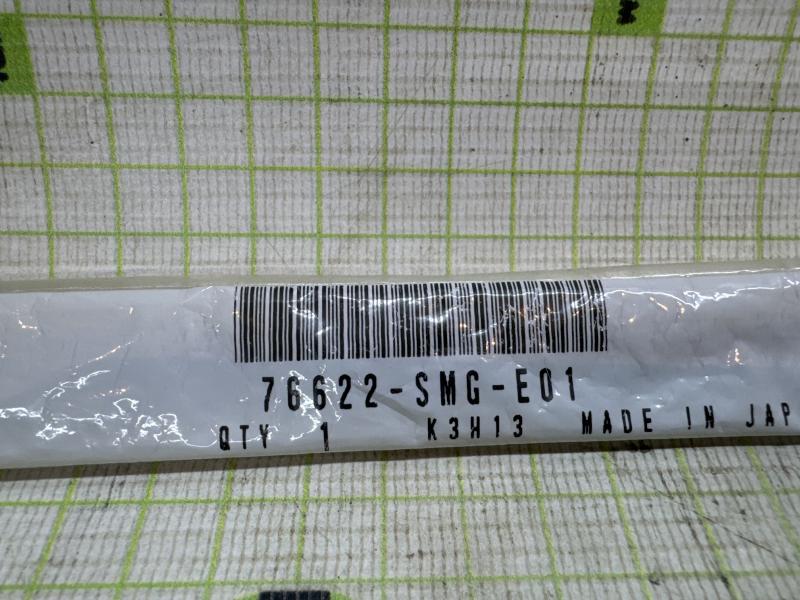 76622-SMG-E01
QTY 1 K3H13 MADE IN JAP